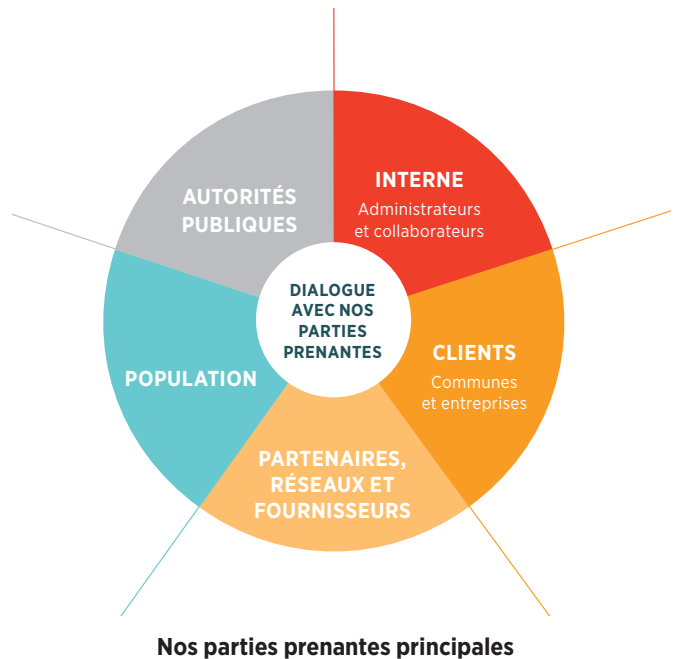 INTERNE
Administrateurs
et collaborateurs
CLIENTS
Communes
et entreprises
PARTENAIRES,
RÉSEAUX ET
FOURNISSEURS
POPULATION
AUTORITÉS
PUBLIQUES
DIALOGUE
AVEC NOS
PARTIES
PRENANTES
Nos parties prenantes principales